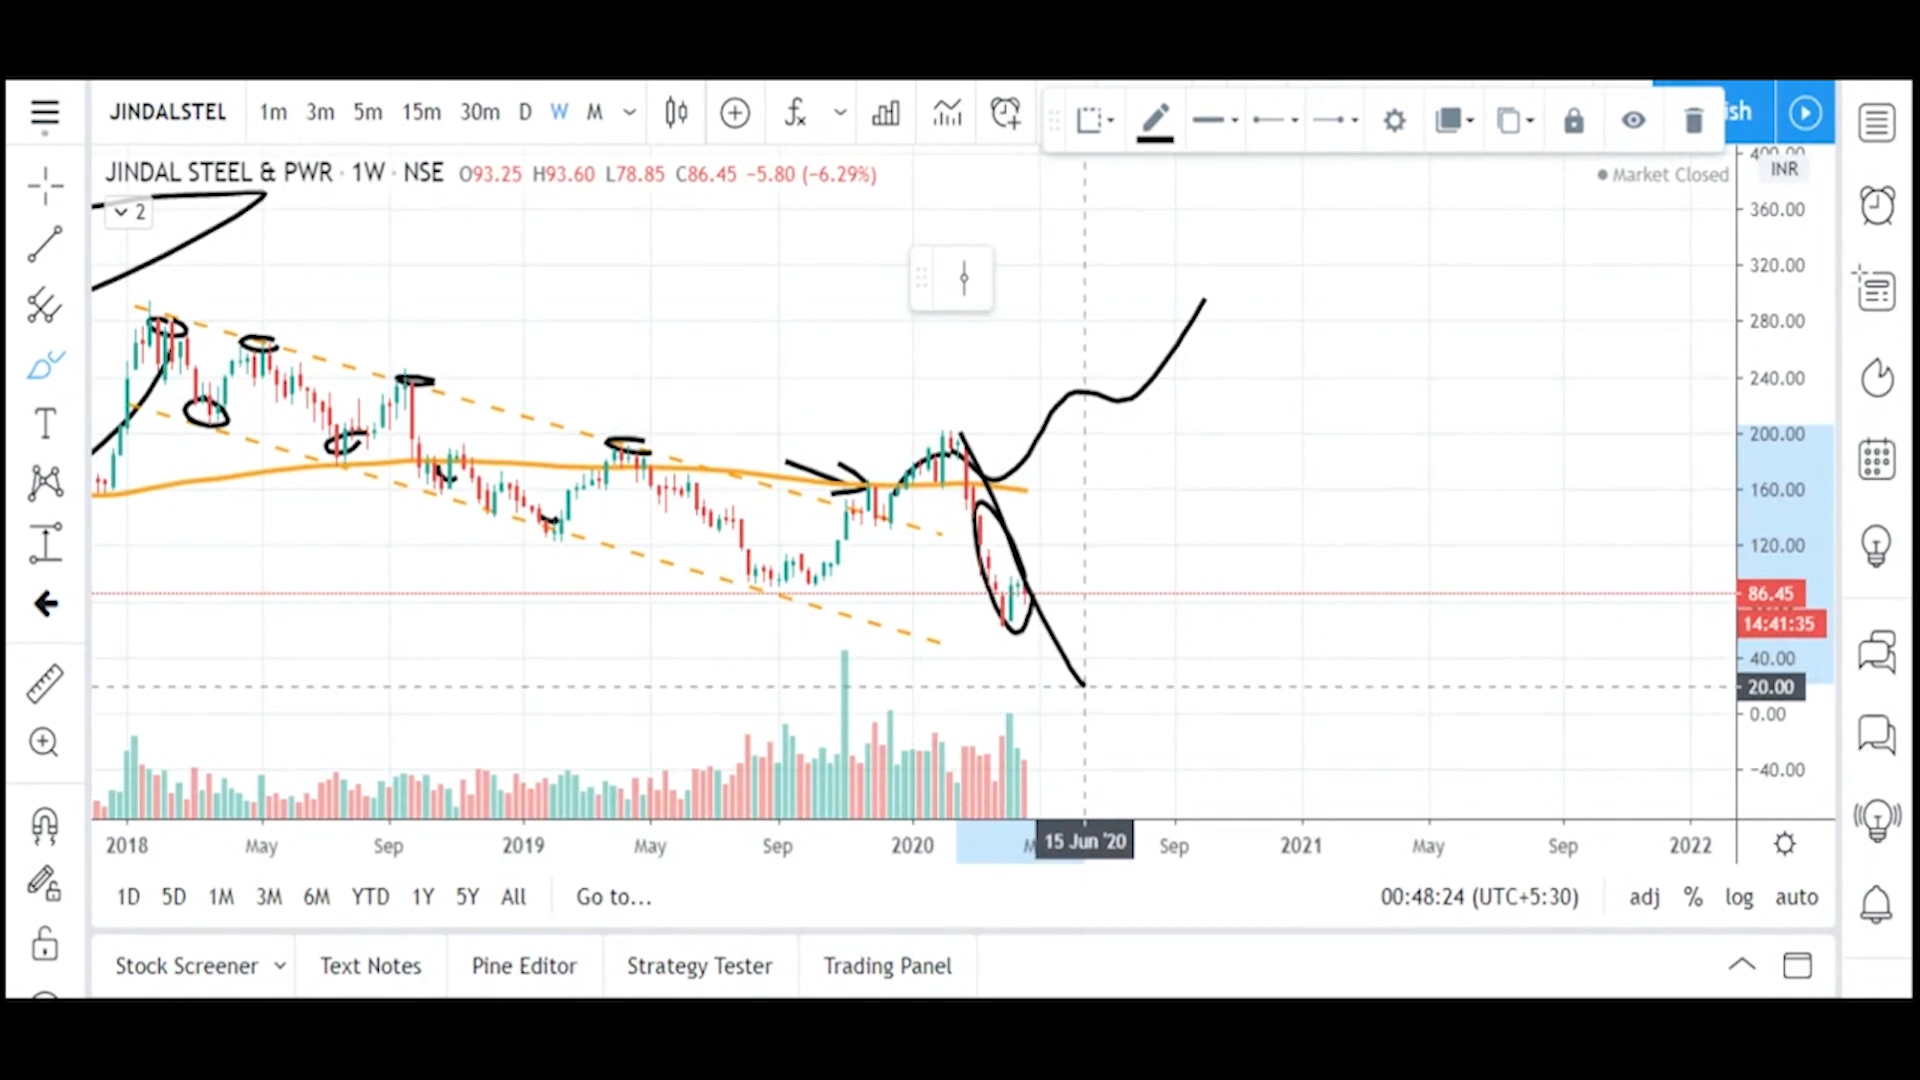 JINDALSTEL 1m 3m 5m 15m 30m D W M sh
JINDAL STEEL & PWR · 1W · NSE O93.25 H93.60 L78.85 C86.45 −5.80 (−6.29%) Market Closed
2
400.00
INR
360.00
320.00
280.00
240.00
200.00
160.00
120.00
86.45
14:41:35
40.00
20.00
0.00
−40.00
2018 May Sep 2019 May Sep 2020 15 Jun '20 Sep 2021 May Sep 2022
1D 5D 1M 3M 6M YTD 1Y 5Y All Go to... 00:48:24 (UTC+5:30) adj % log auto
Stock Screener Text Notes Pine Editor Strategy Tester Trading Panel